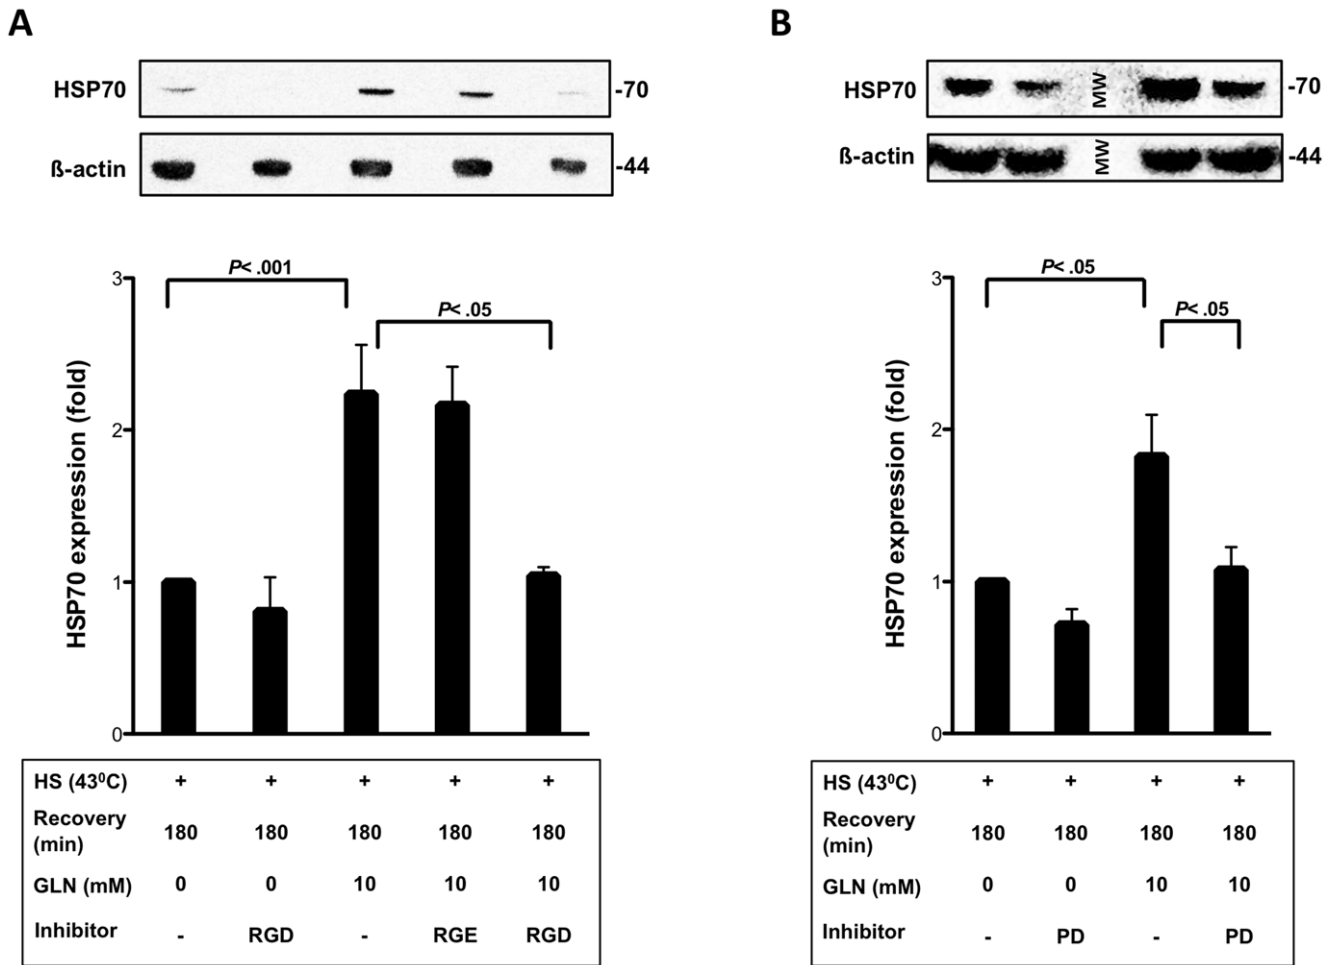 A
HSP70
-70
ß-actin
-44
P< .001
P< .05
HSP70 expression (fold)
3
2
1
0
HS (43⁰C) + + + + +
Recovery (min) 180 180 180 180 180
GLN (mM) 0 0 10 10 10
Inhibitor - RGD - RGE RGD
B
HSP70
MW
-70
ß-actin
MW
-44
P< .05
P< .05
HSP70 expression (fold)
3
2
1
0
HS (43⁰C) + + + +
Recovery (min) 180 180 180 180
GLN (mM) 0 0 10 10
Inhibitor - PD - PD